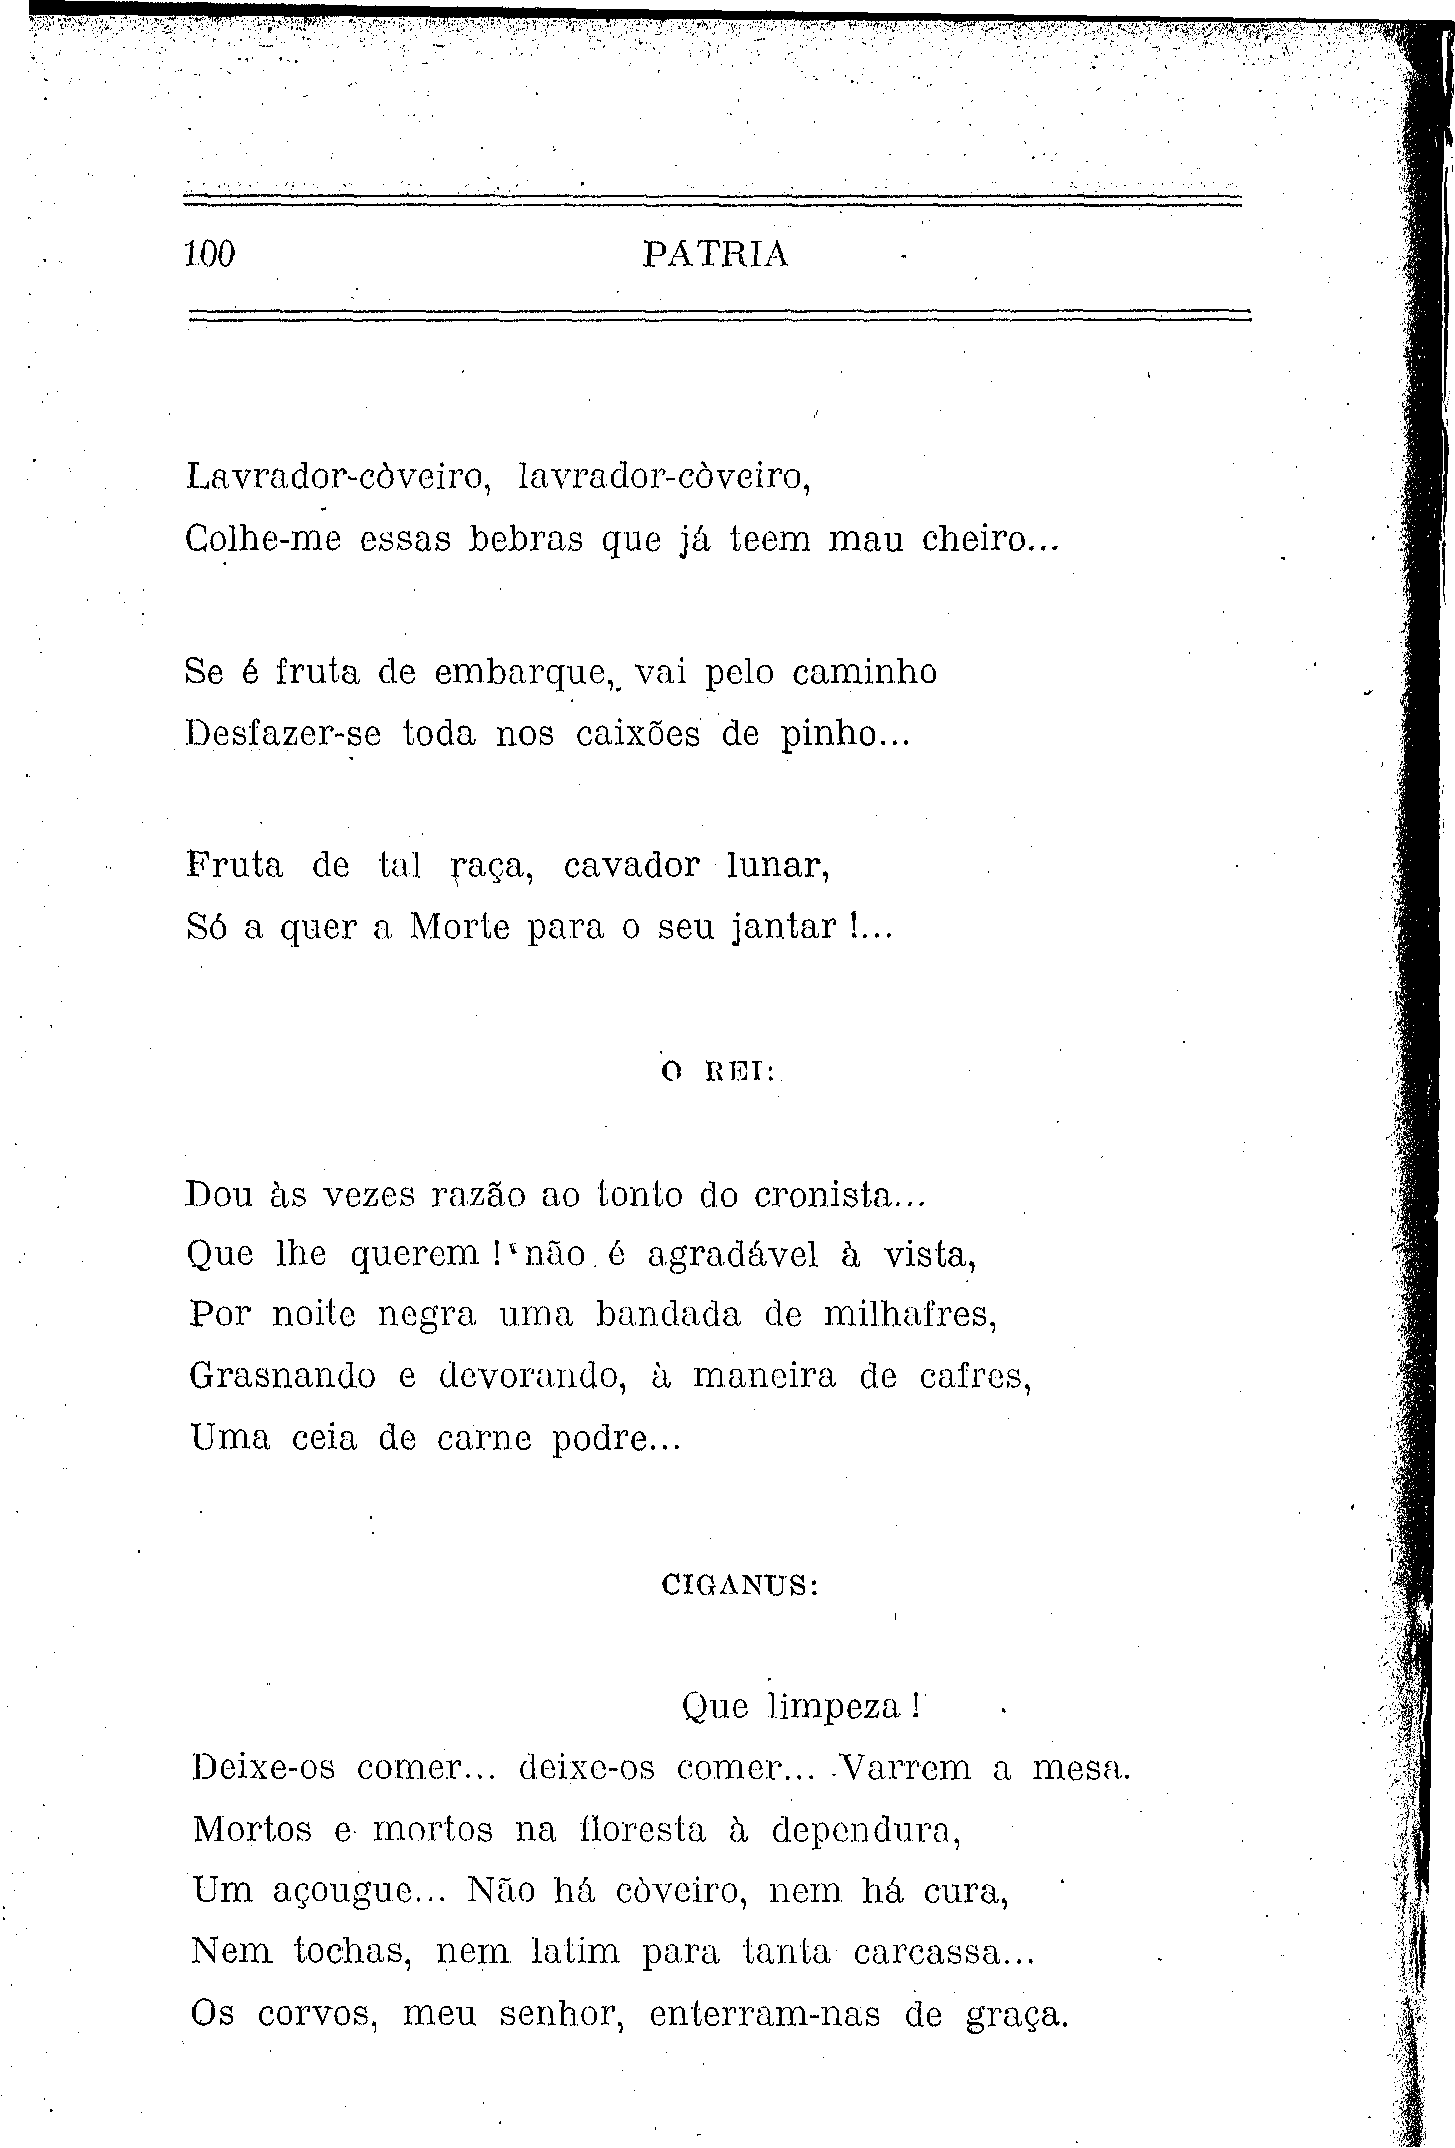 100 PATRIA
Lavrador-còveiro, lavrador-còveiro,
Colhe-me essas bebras que já teem mau cheiro...
Se é fruta de embarque, vai pelo caminho
Desfazer-se toda nos caixões de pinho...
Fruta de tal raça, cavador lunar,
Só a quer a Morte para o seu jantar !...
O REI:
Dou às vezes razão ao tonto do cronista...
Que lhe querem ! não é agradável à vista,
Por noite negra uma bandada de milhafres,
Grasnando e devorando, à maneira de cafres,
Uma ceia de carne podre...
CIGANUS:
Que limpeza !
Deixe-os comer... deixe-os comer... Varrem a mesa.
Mortos e mortos na floresta à dependura,
Um açougue... Não há còveiro, nem há cura,
Nem tochas, nem latim para tanta carcassa...
Os corvos, meu senhor, enterram-nas de graça.